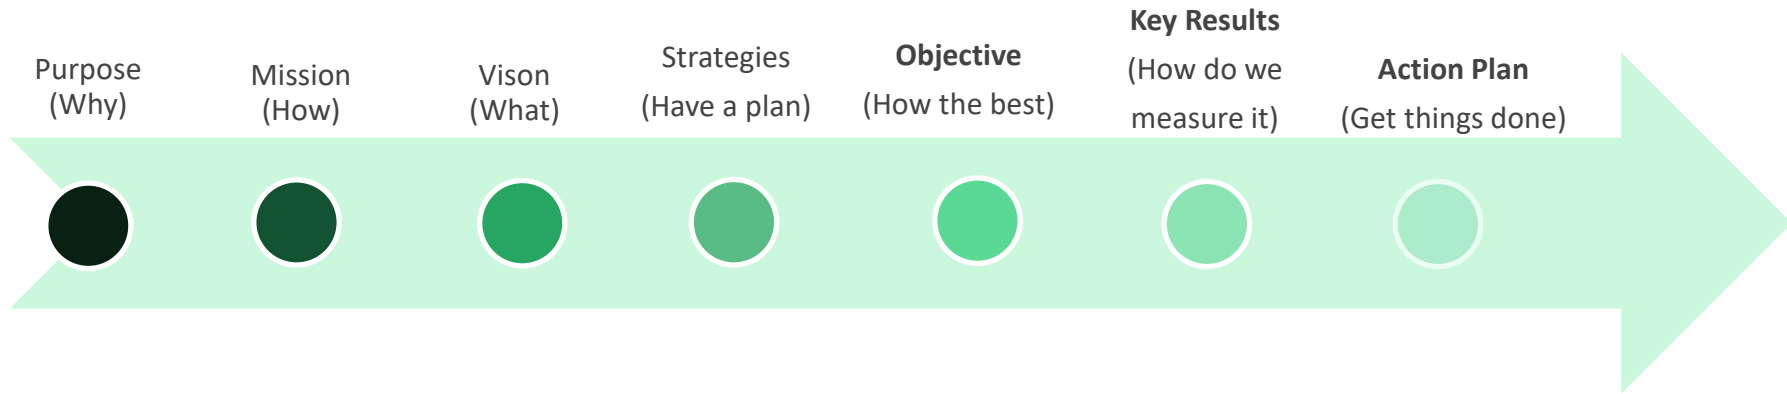 Purpose
(Why)
Mission
(How)
Vison
(What)
Strategies
(Have a plan)
Objective
(How the best)
Key Results
(How do we
measure it)
Action Plan
(Get things done)